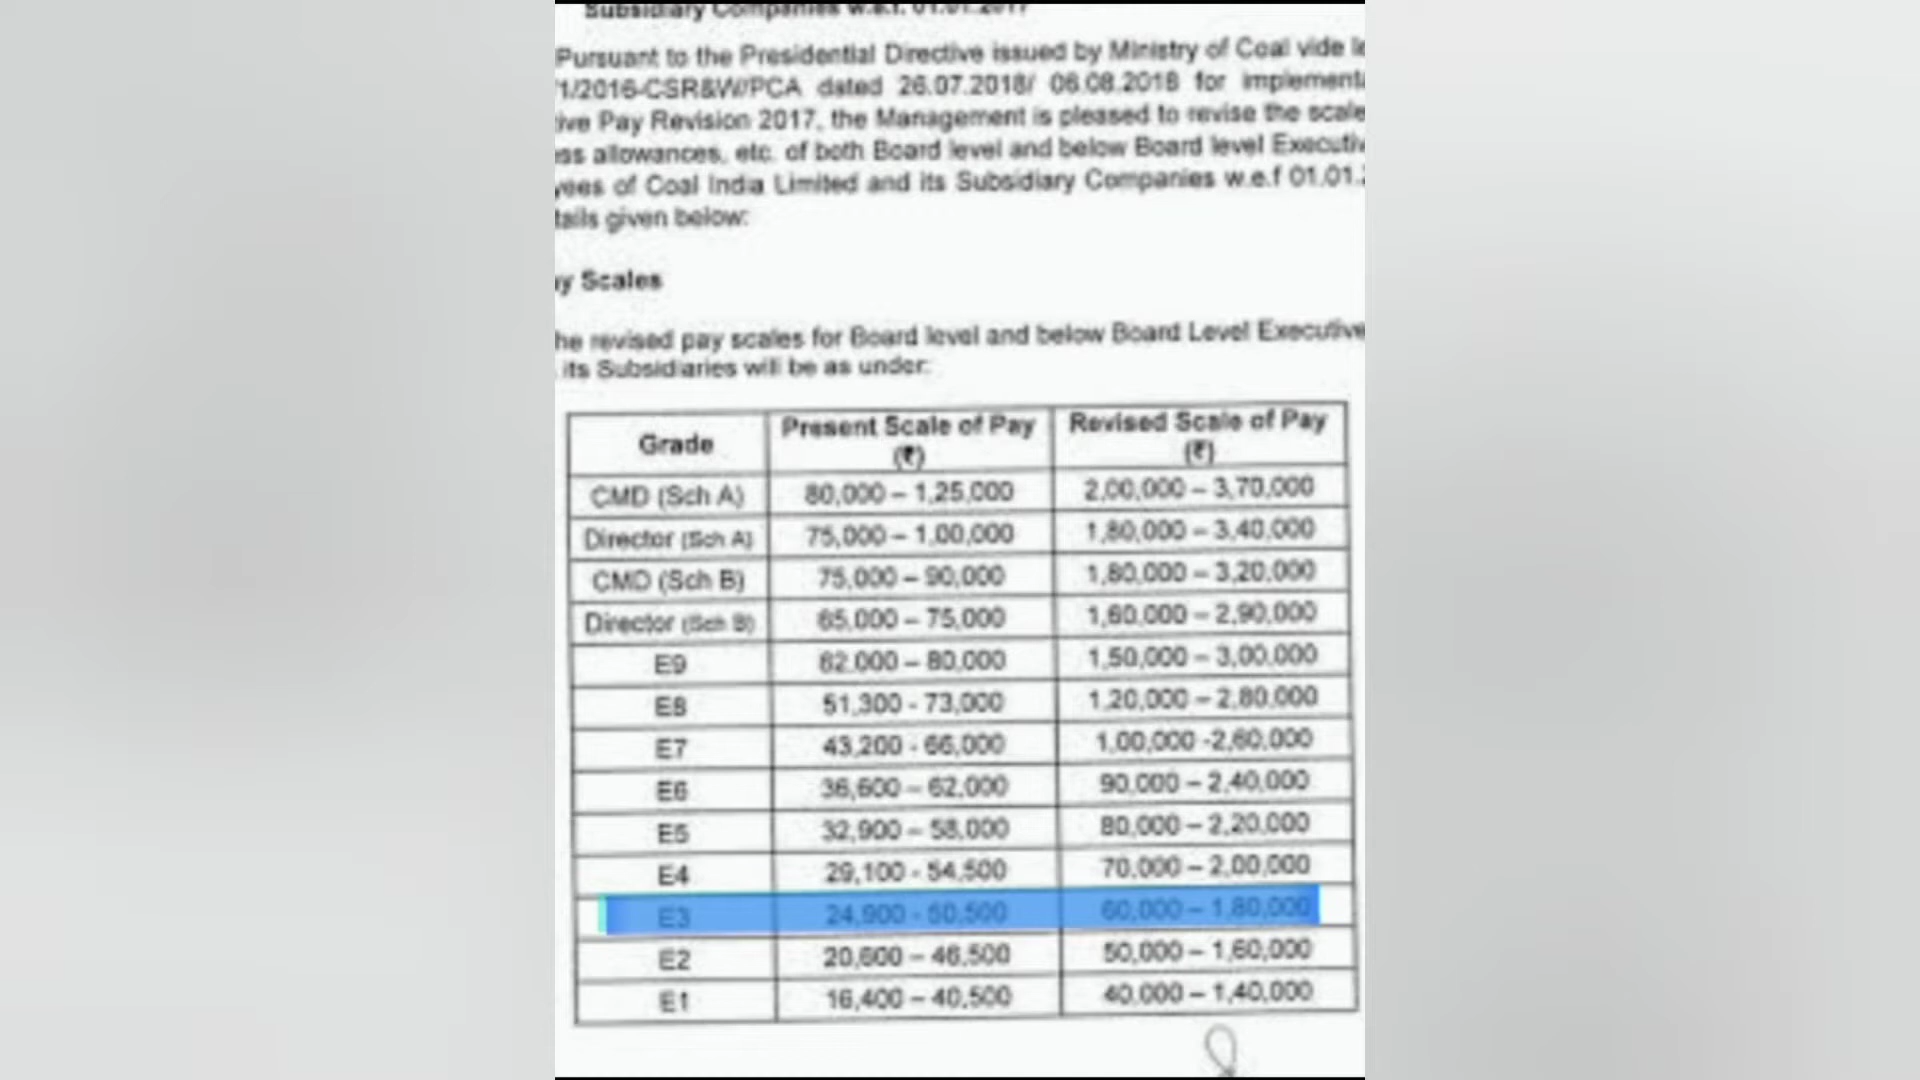 Subsidiary Companies w.e.f. 01.01.2017
Pursuant to the Presidential Directive issued by Ministry of Coal vide le
1/2016-CSR&W/PCA dated 26.07.2018/ 06.08.2018 for implementa
ive Pay Revision 2017, the Management is pleased to revise the scale
ss allowances, etc. of both Board level and below Board level Executiv
yees of Coal India Limited and its Subsidiary Companies w.e.f 01.01.2
tails given below:
y Scales
he revised pay scales for Board level and below Board Level Executive
its Subsidiaries will be as under:
Grade Present Scale of Pay (₹) Revised Scale of Pay (₹)
CMD (Sch A) 80,000 – 1,25,000 2,00,000 – 3,70,000
Director (Sch A) 75,000 – 1,00,000 1,80,000 – 3,40,000
CMD (Sch B) 75,000 – 90,000 1,80,000 – 3,20,000
Director (Sch B) 65,000 – 75,000 1,60,000 – 2,90,000
E9 62,000 – 80,000 1,50,000 – 3,00,000
E8 51,300 - 73,000 1,20,000 – 2,80,000
E7 43,200 - 66,000 1,00,000 -2,60,000
E6 36,600 – 62,000 90,000 – 2,40,000
E5 32,900 – 58,000 80,000 – 2,20,000
E4 29,100 - 54,500 70,000 – 2,00,000
E3 24,900 - 50,500 60,000 – 1,80,000
E2 20,600 – 46,500 50,000 – 1,60,000
E1 16,400 – 40,500 40,000 – 1,40,000